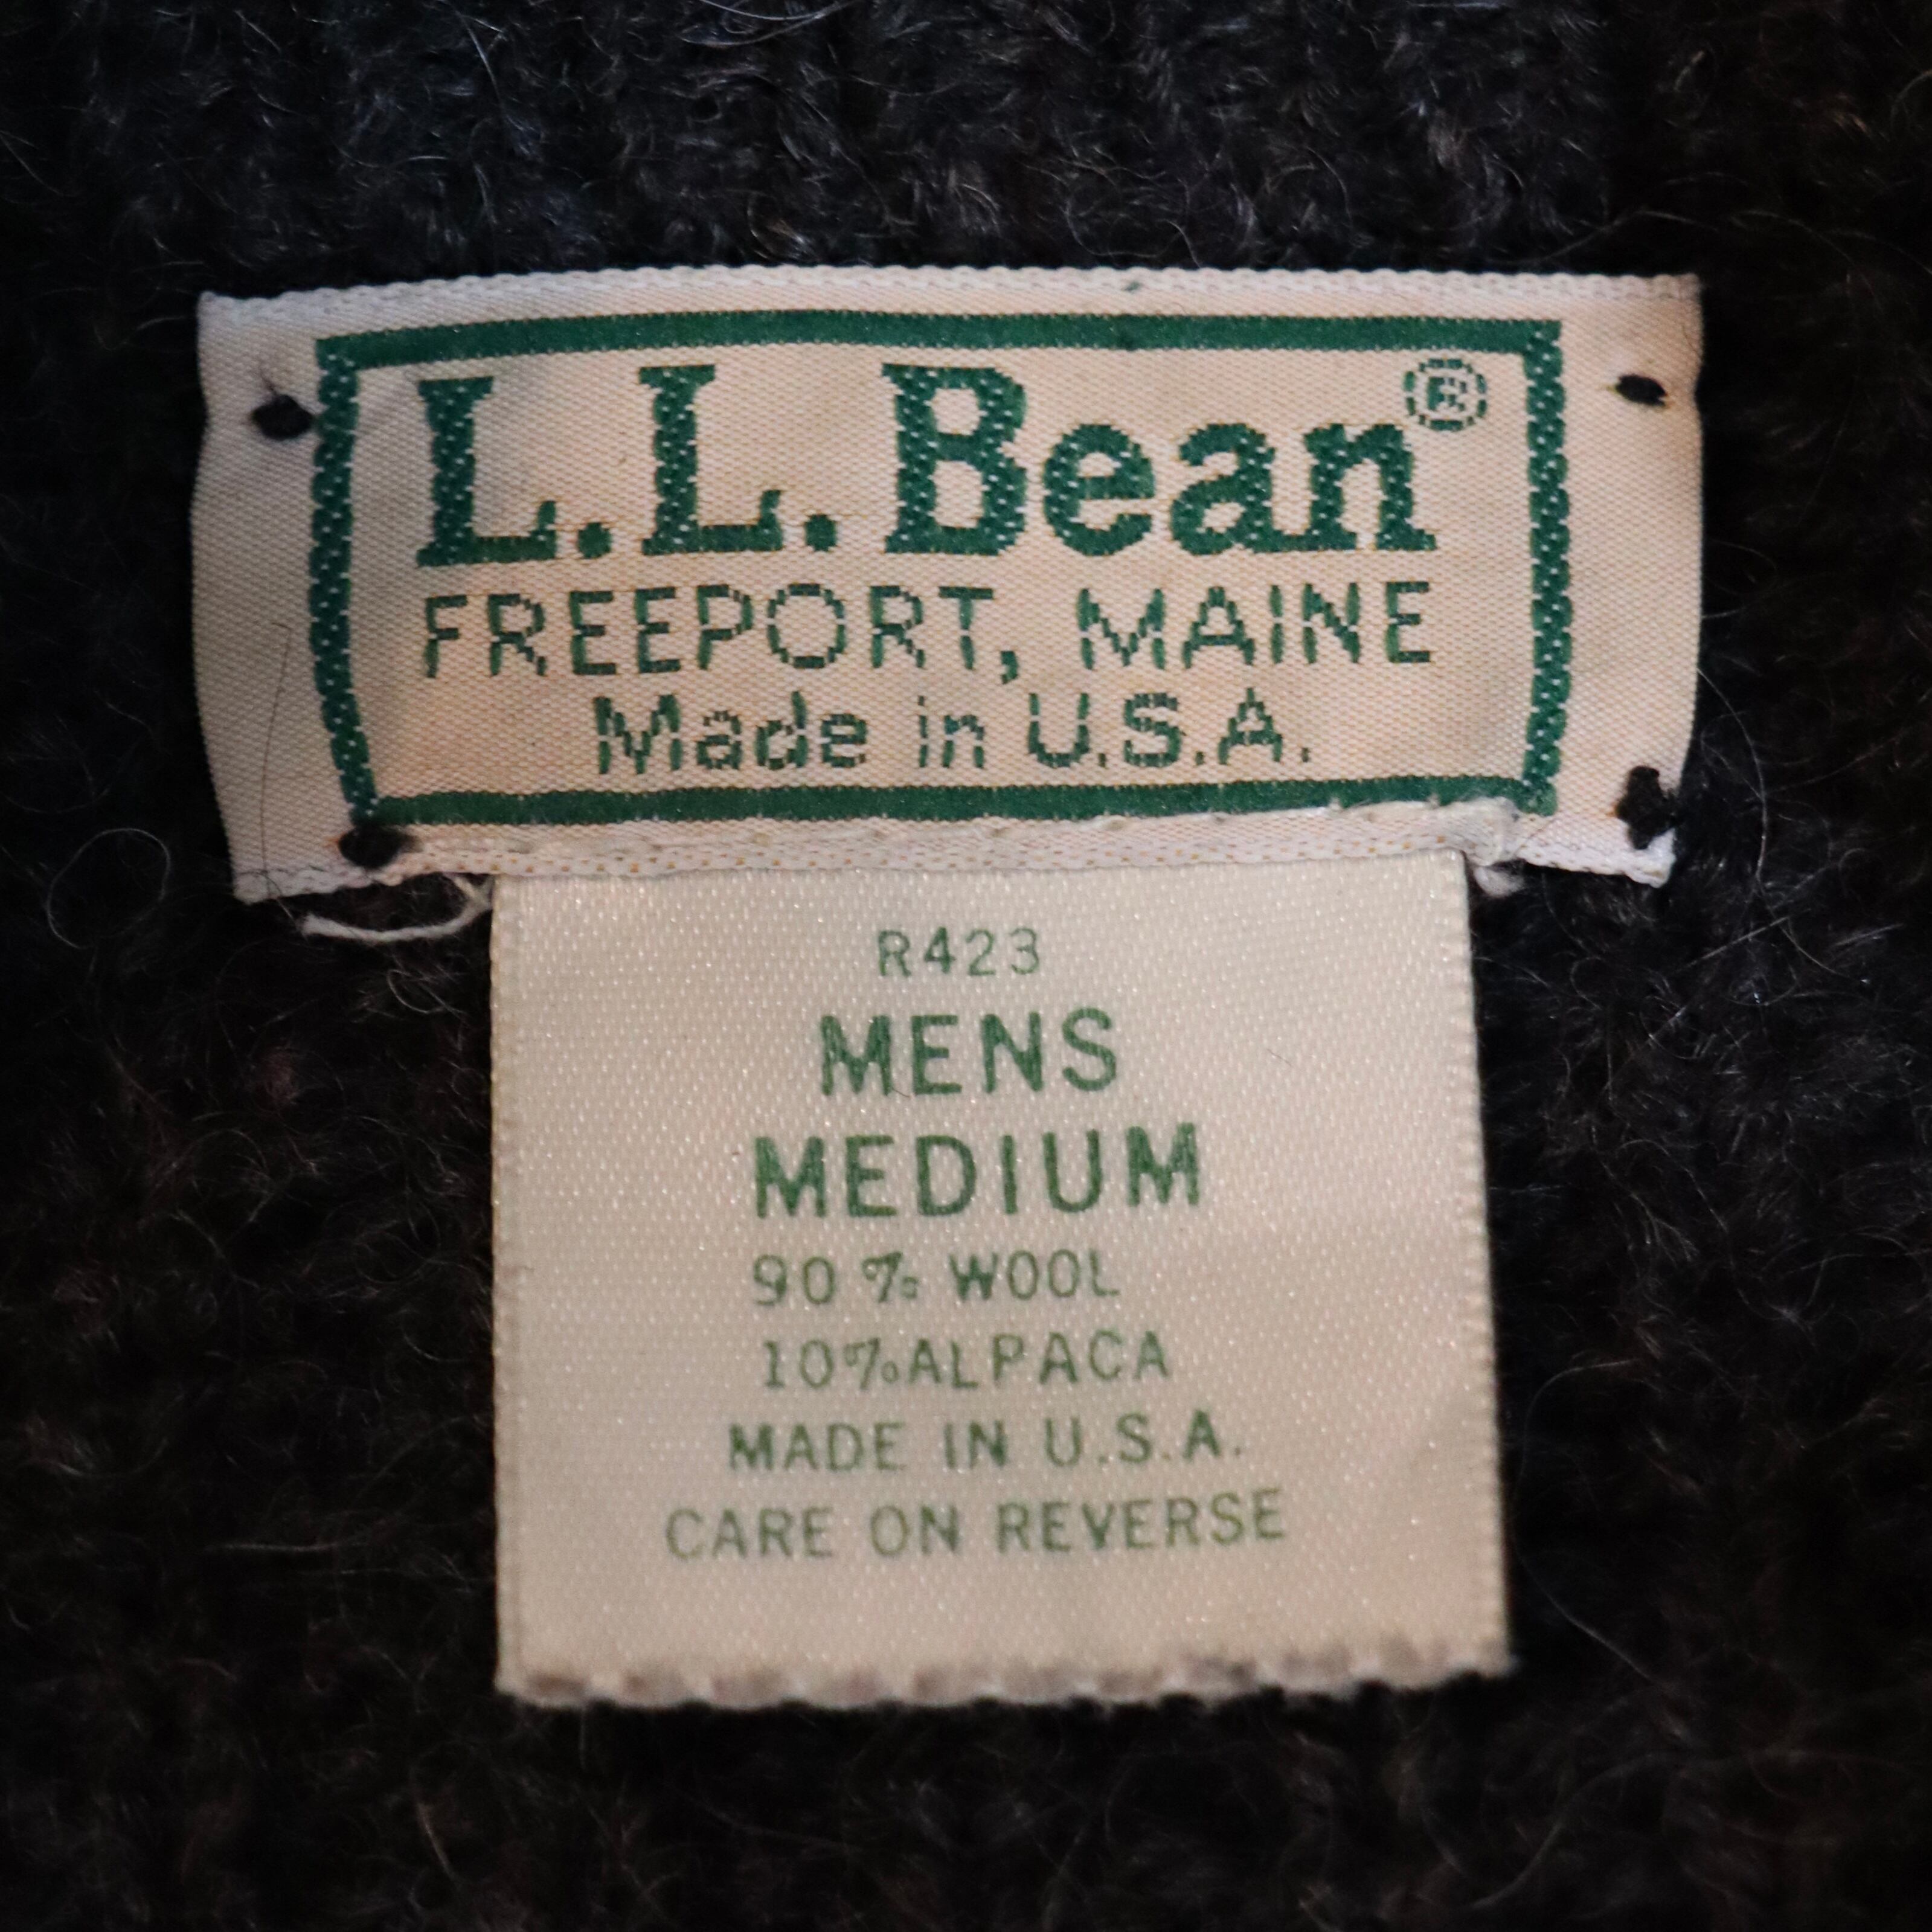 L.L.Bean®
FREEPORT, MAINE
Made in U.S.A.
R423
MENS
MEDIUM
90 % WOOL
10% ALPACA
MADE IN U.S.A.
CARE ON REVERSE